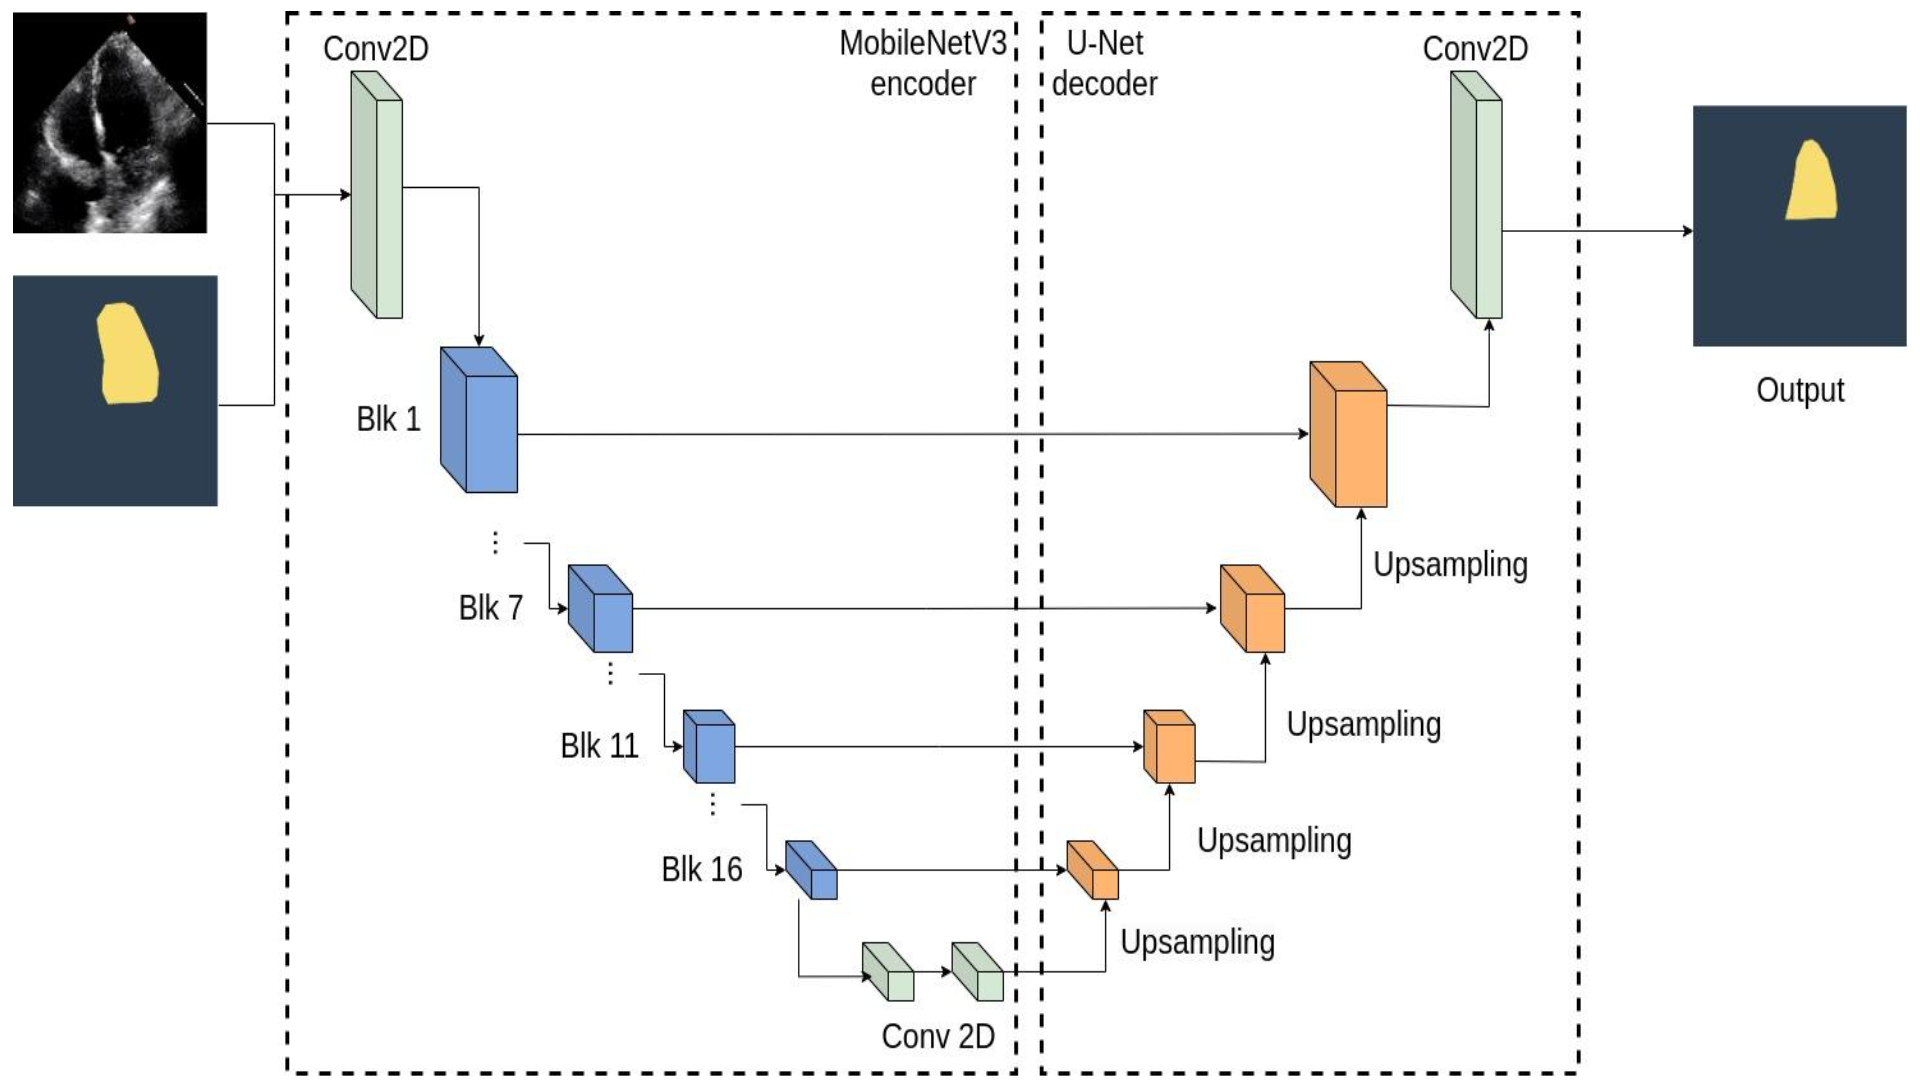 Conv2D
MobileNetV3
encoder
U-Net
decoder
Conv2D
Blk 1
Output
Upsampling
Blk 7
Upsampling
Blk 11
Upsampling
Blk 16
Upsampling
Conv 2D